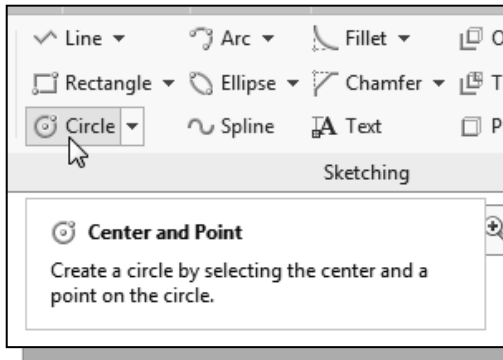 Line Arc Fillet O
Rectangle Ellipse Chamfer T
Circle Spline Text P
Sketching
Center and Point
Create a circle by selecting the center and a
point on the circle.